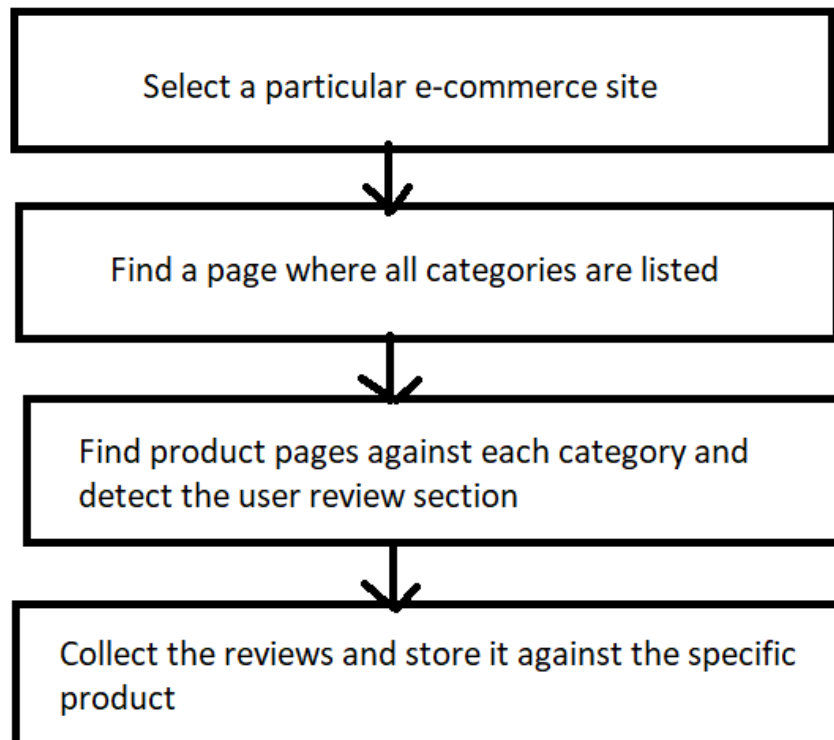 Select a particular e-commerce site
Find a page where all categories are listed
Find product pages against each category and
detect the user review section
Collect the reviews and store it against the specific
product